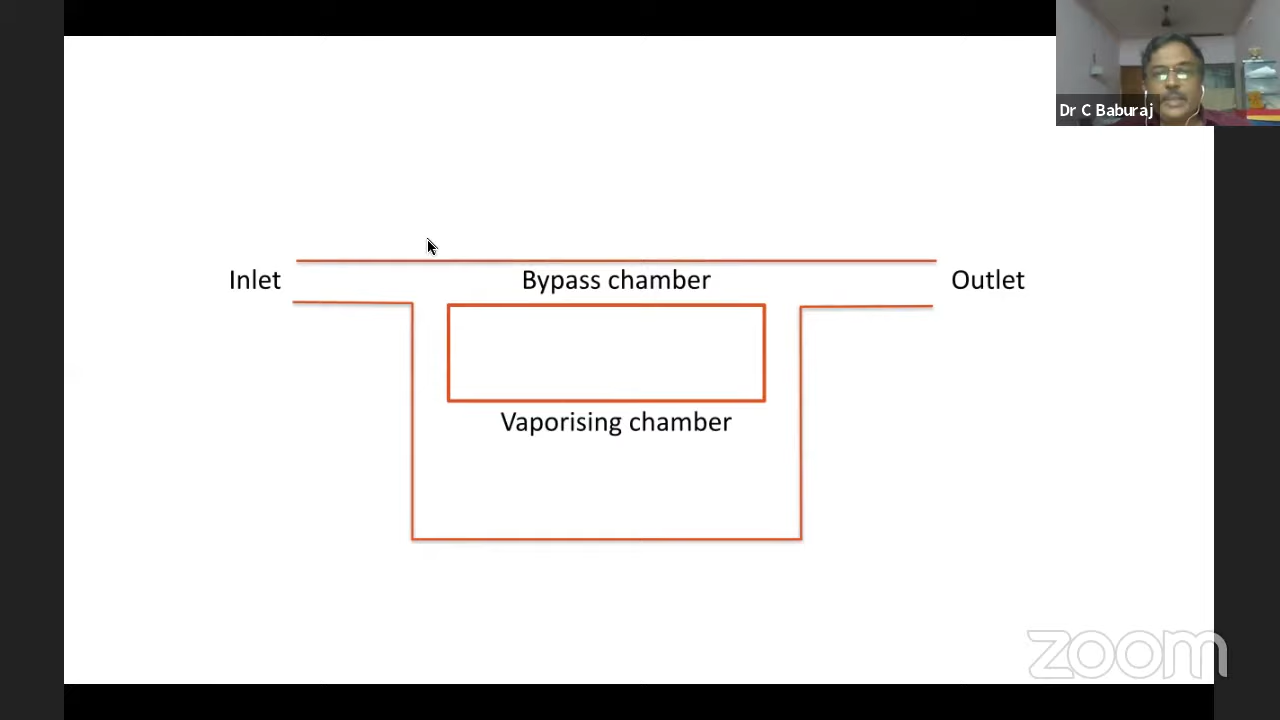 Dr C Baburaj
Inlet
Bypass chamber
Outlet
Vaporising chamber
zoom